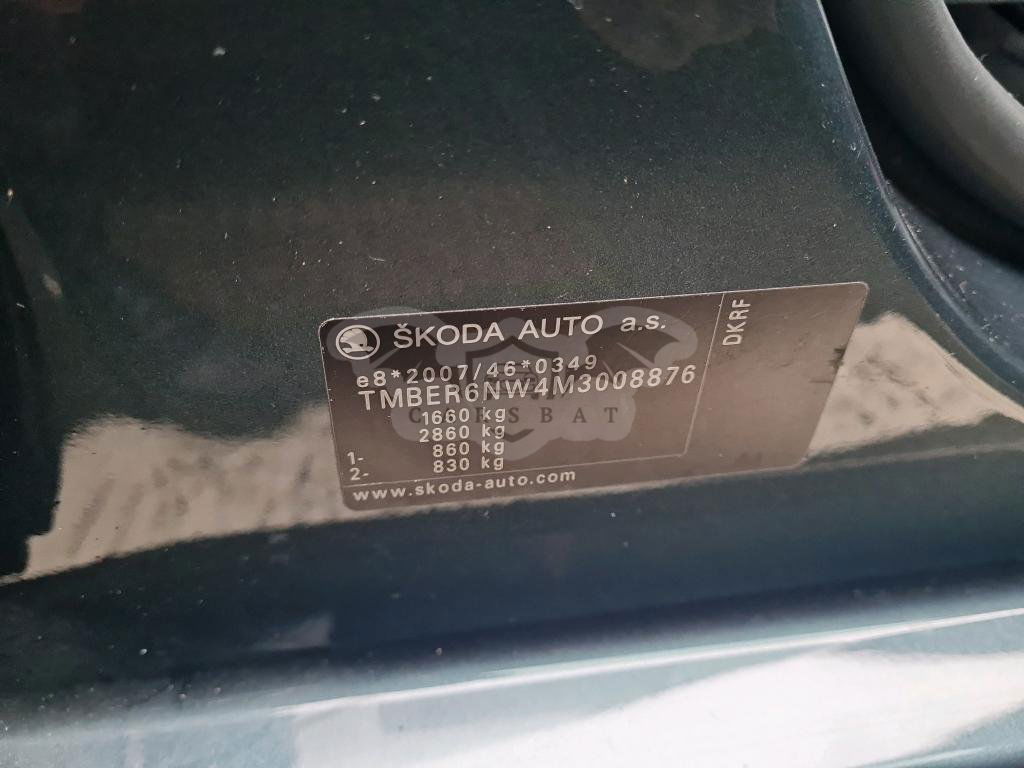 ŠKODA AUTO a.s.
DKRF
e8*2007/46*0349
TMBER6NW4M3008876
1660 kg
2860 kg
1- 860 kg
2- 830 kg
www.skoda-auto.com
CARSBAT